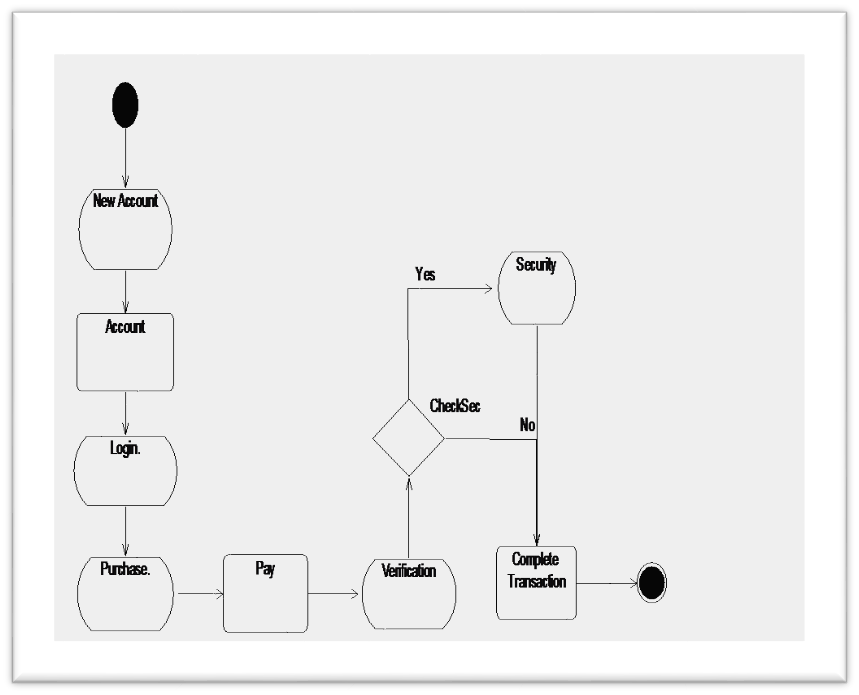 New Account
Account
Login.
Purchase.
Pay
Verification
CheckSec
Yes
Security
No
Complete
Transaction